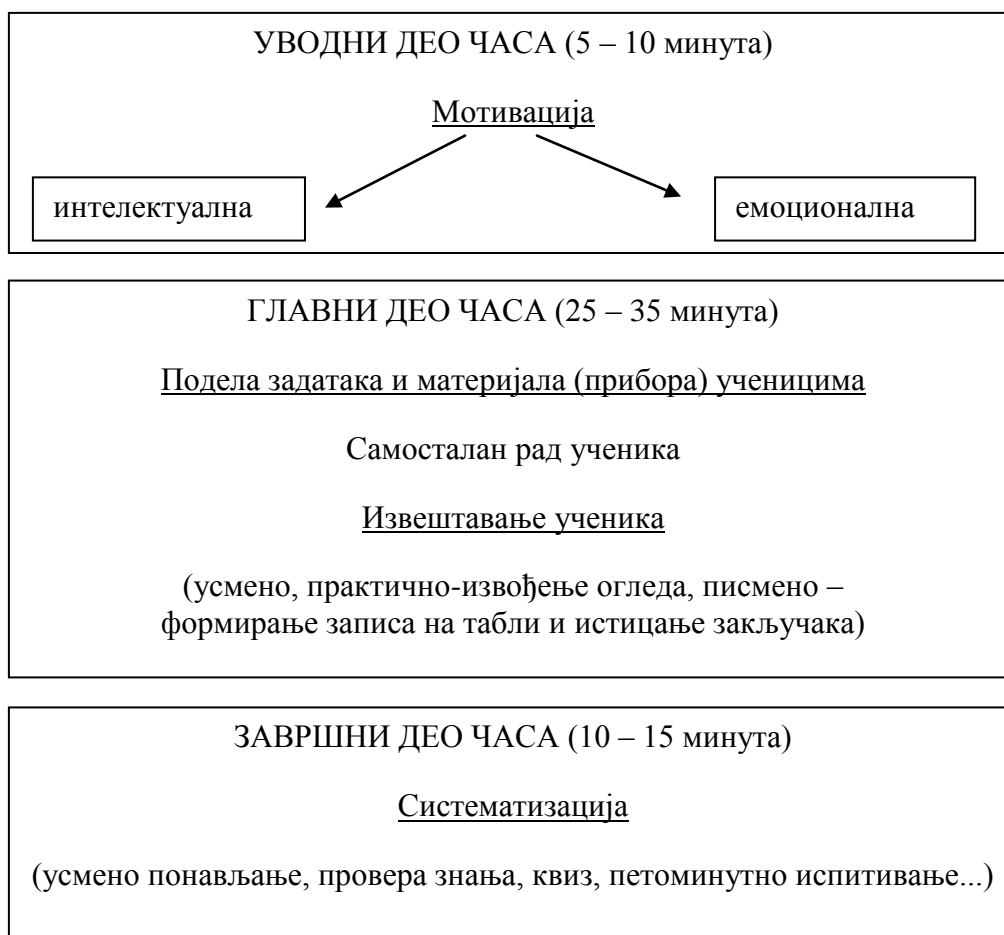 УВОДНИ ДЕО ЧАСА (5 – 10 минута)
Мотивација
интелектуална
емоционална
ГЛАВНИ ДЕО ЧАСА (25 – 35 минута)
Подела задатака и материјала (прибора) ученицима
Самосталан рад ученика
Извештавање ученика
(усмено, практично-извођење огледа, писмено –
формирање записа на табли и истицање закључака)
ЗАВРШНИ ДЕО ЧАСА (10 – 15 минута)
Систематизација
(усмено понављање, провера знања, квиз, петоминутно испитивање...)